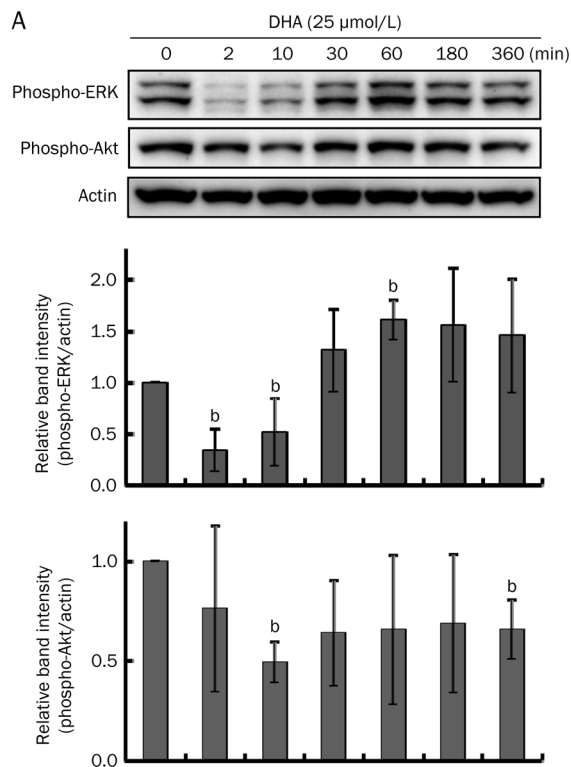 A
DHA (25 μmol/L)
0 2 10 30 60 180 360 (min)
Phospho-ERK
Phospho-Akt
Actin
Relative band intensity
(phospho-ERK/actin)
2.0
1.5
1.0
0.5
0.0
b
b
b
Relative band intensity
(phospho-Akt/actin)
1.0
0.5
0.0
b
b